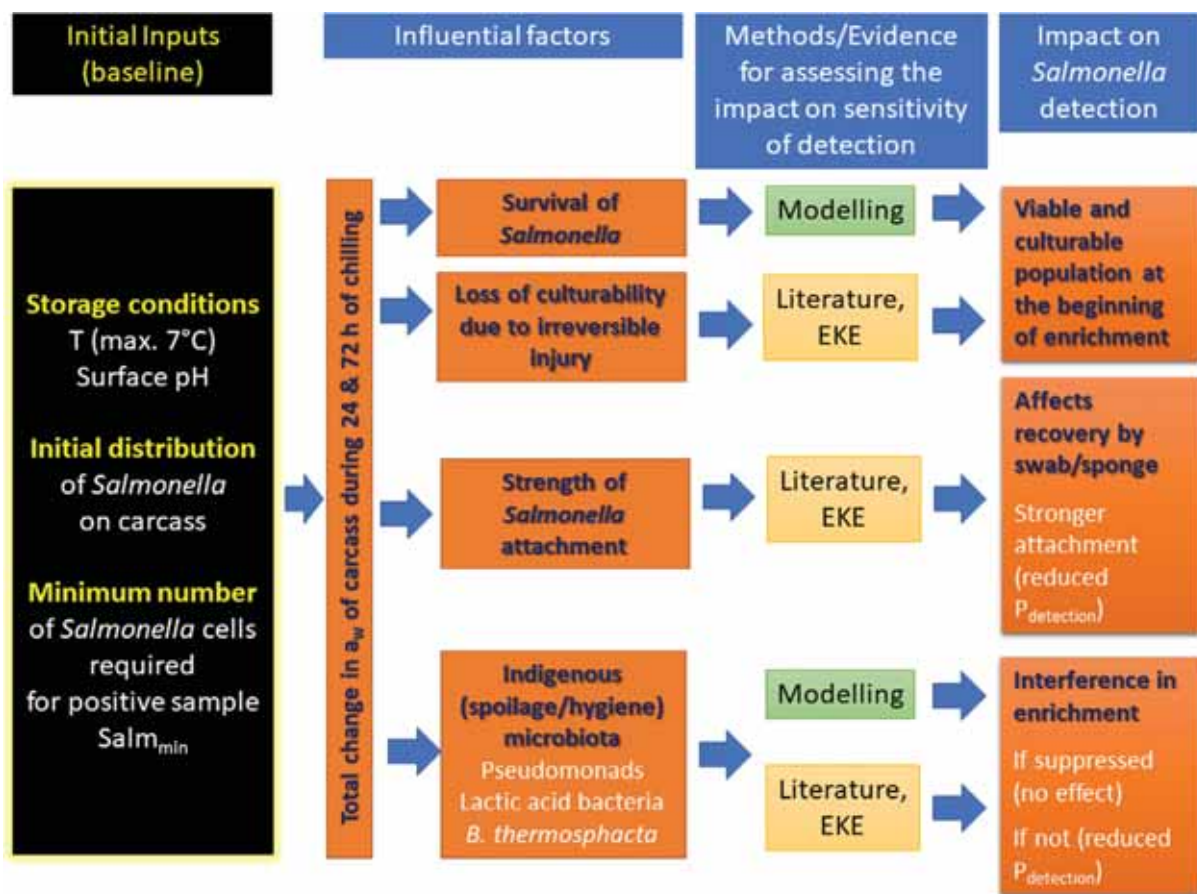 Initial Inputs
(baseline)
Influential factors
Methods/Evidence
for assessing the
impact on sensitivity
of detection
Impact on
Salmonella
detection
Storage conditions
T (max. 7°C)
Surface pH
Initial distribution
of Salmonella
on carcass
Minimum number
of Salmonella cells
required
for positive sample
Salmmin
Total change in aw of carcass during 24 & 72 h of chilling
Survival of
Salmonella
Modelling
Loss of culturability
due to irreversible
injury
Literature,
EKE
Viable and
culturable
population at
the beginning
of enrichment
Strength of
Salmonella
attachment
Literature,
EKE
Affects
recovery by
swab/sponge
Stronger
attachment
(reduced
Pdetection)
Indigenous
(spoilage/hygiene)
microbiota
Pseudomonads
Lactic acid bacteria
B. thermosphacta
Modelling
Literature,
EKE
Interference in
enrichment
If suppressed
(no effect)
If not (reduced
Pdetection)